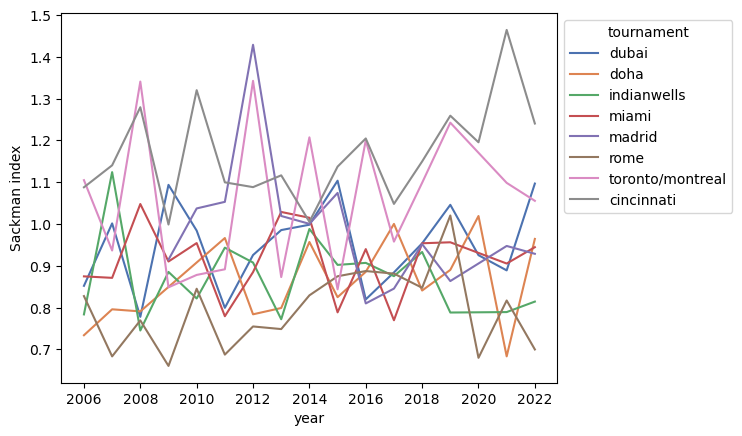 1.5
1.4
1.3
1.2
1.1
1.0
0.9
0.8
0.7
Sackman index
2006 2008 2010 2012 2014 2016 2018 2020 2022
year
tournament
dubai
doha
indianwells
miami
madrid
rome
toronto/montreal
cincinnati